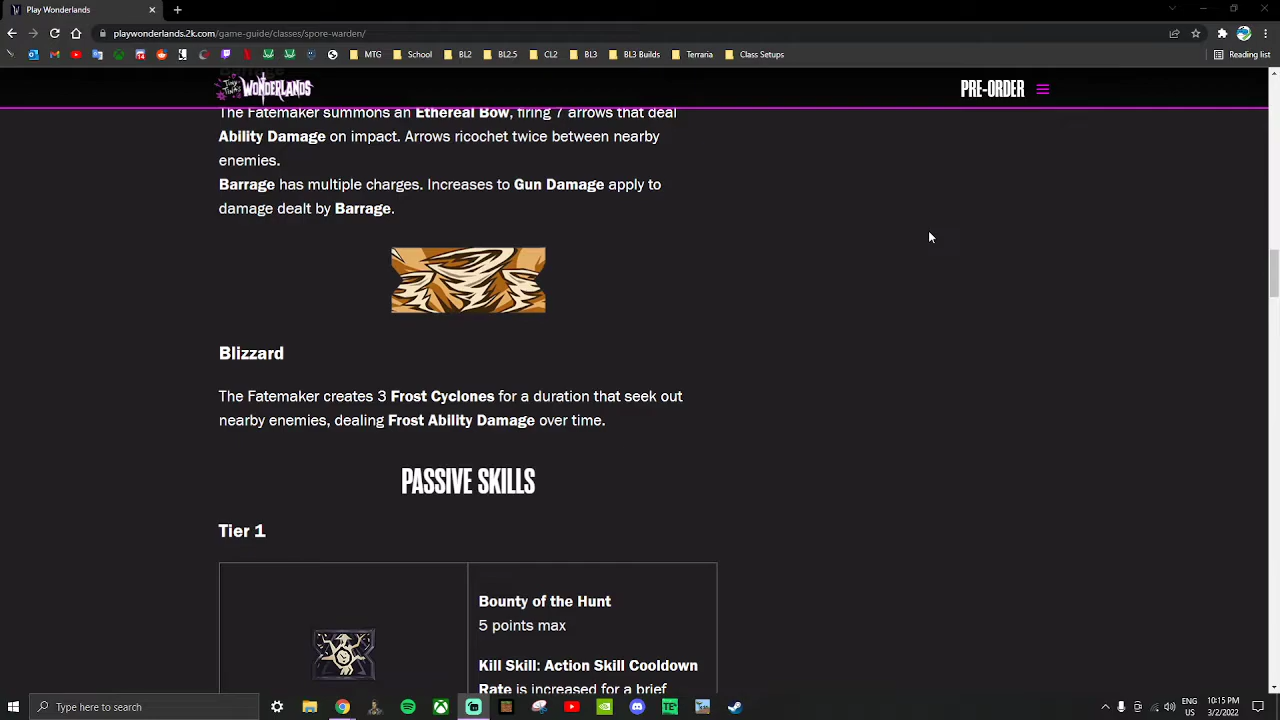 Play Wonderlands
playwonderlands.2k.com/game-guide/classes/spore-warden/
MTG School BL2 BL2.5 CL2 BL3 BL3 Builds Terraria Class Setups Reading list
TINY TINA'S WONDERLANDS PRE-ORDER
The Fatemaker summons an Ethereal Bow, firing 7 arrows that deal
Ability Damage on impact. Arrows ricochet twice between nearby
enemies.
Barrage has multiple charges. Increases to Gun Damage apply to
damage dealt by Barrage.
Blizzard
The Fatemaker creates 3 Frost Cyclones for a duration that seek out
nearby enemies, dealing Frost Ability Damage over time.
PASSIVE SKILLS
Tier 1
Bounty of the Hunt
5 points max
Kill Skill: Action Skill Cooldown
Rate is increased for a brief
Type here to search
ENG
US
10:15 PM
3/2/2022